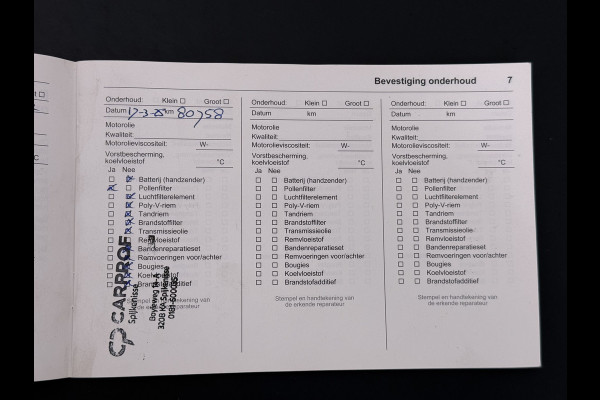 Bevestiging onderhoud 7
Onderhoud: Klein Groot
Datum 17-3-25 km 80758
Motorolie
Kwaliteit:
Motorolieviscositeit: W-
Vorstbescherming,
koelvloeistof °C
Ja Nee
Batterij (handzender)
Pollenfilter
Luchtfilterelement
Poly-V-riem
Tandriem
Brandstoffilter
Transmissieolie
Remvloeistof
Bandenreparatieset
Remvoeringen voor/achter
Bougies
Koelvloeistof
Brandstofadditief
Stempel en handtekening van
de erkende reparateur
CP CARPROF
Spijkenisse
3208 KA Spijkenisse
Onderhoud: Klein Groot
Datum km
Motorolie
Kwaliteit:
Motorolieviscositeit: W-
Vorstbescherming,
koelvloeistof °C
Ja Nee
Batterij (handzender)
Pollenfilter
Luchtfilterelement
Poly-V-riem
Tandriem
Brandstoffilter
Transmissieolie
Remvloeistof
Bandenreparatieset
Remvoeringen voor/achter
Bougies
Koelvloeistof
Brandstofadditief
Stempel en handtekening van
de erkende reparateur
Onderhoud: Klein Groot
Datum km
Motorolie
Kwaliteit:
Motorolieviscositeit: W-
Vorstbescherming,
koelvloeistof °C
Ja Nee
Batterij (handzender)
Pollenfilter
Luchtfilterelement
Poly-V-riem
Tandriem
Brandstoffilter
Transmissieolie
Remvloeistof
Bandenreparatieset
Remvoeringen voor/achter
Bougies
Koelvloeistof
Brandstofadditief
Stempel en handtekening van
de erkende reparateur